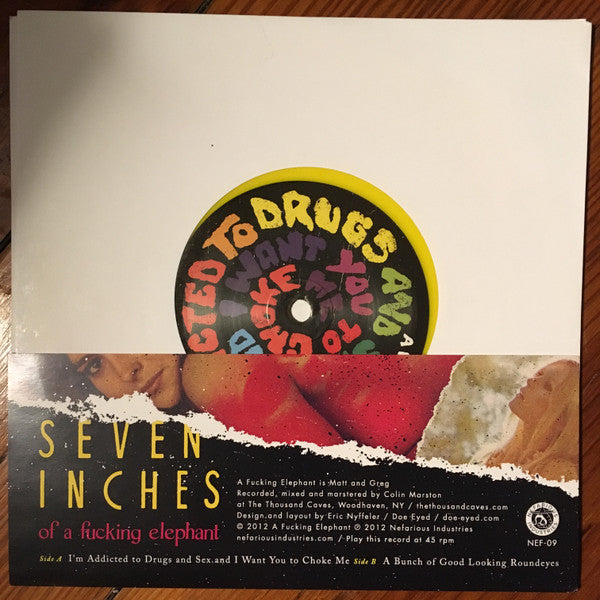 CTED TO DRUGS AND
I WANT YOU TO
CHOKE ME
SEVEN
INCHES
of a fucking elephant
A Fucking Elephant is Matt and Greg
Recorded, mixed and marstered by Colin Marston
at The Thousand Caves, Woodhaven, NY / thethousandcaves.com
Design and layout by Eric Nyffeler / Doe Eyed / doe-eyed.com
© 2012 A Fucking Elephant ℗ 2012 Nefarious Industries
nefariousindustries.com / Play this record at 45 rpm
NEF-09
Side A I'm Addicted to Drugs and Sex and I Want You to Choke Me Side B A Bunch of Good Looking Roundeyes